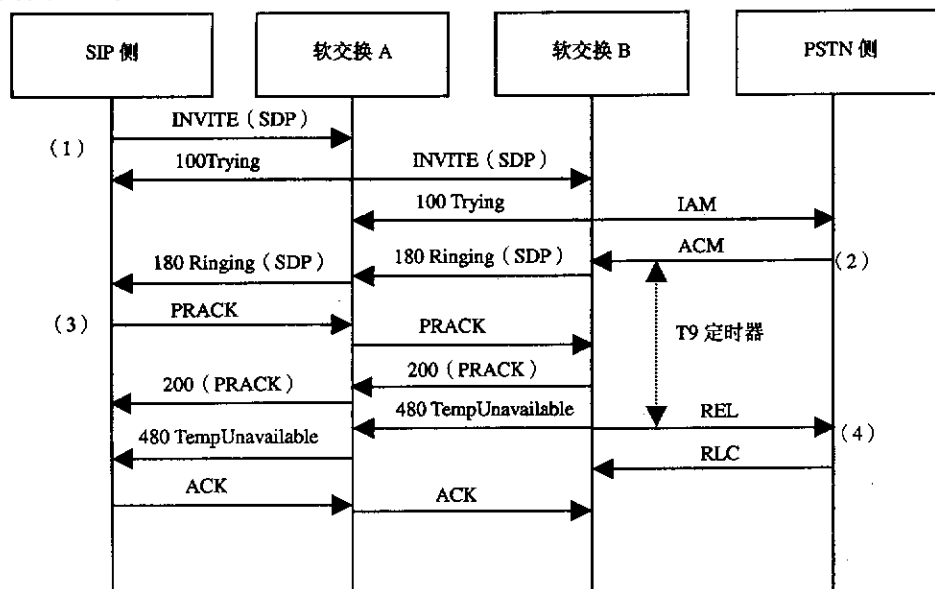 SIP 侧
软交换 A
软交换 B
PSTN 侧
INVITE（SDP）
（1）
100Trying
INVITE（SDP）
100 Trying
IAM
ACM
（2）
180 Ringing（SDP）
180 Ringing（SDP）
（3）
PRACK
PRACK
T9 定时器
200（PRACK）
200（PRACK）
480 TempUnavailable
REL
（4）
480 TempUnavailable
RLC
ACK
ACK